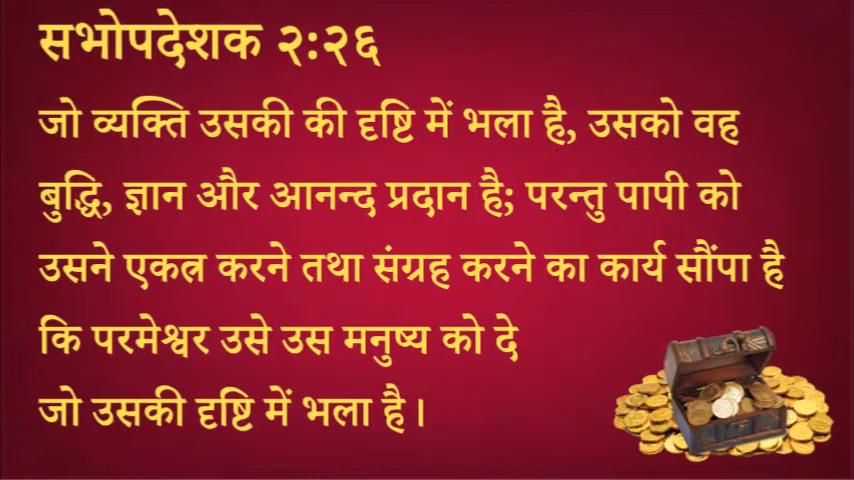 सभोपदेशक २:२६
जो व्यक्ति उसकी की दृष्टि में भला है, उसको वह
बुद्धि, ज्ञान और आनन्द प्रदान है; परन्तु पापी को
उसने एकत्र करने तथा संग्रह करने का कार्य सौंपा है
कि परमेश्वर उसे उस मनुष्य को दे
जो उसकी दृष्टि में भला है।